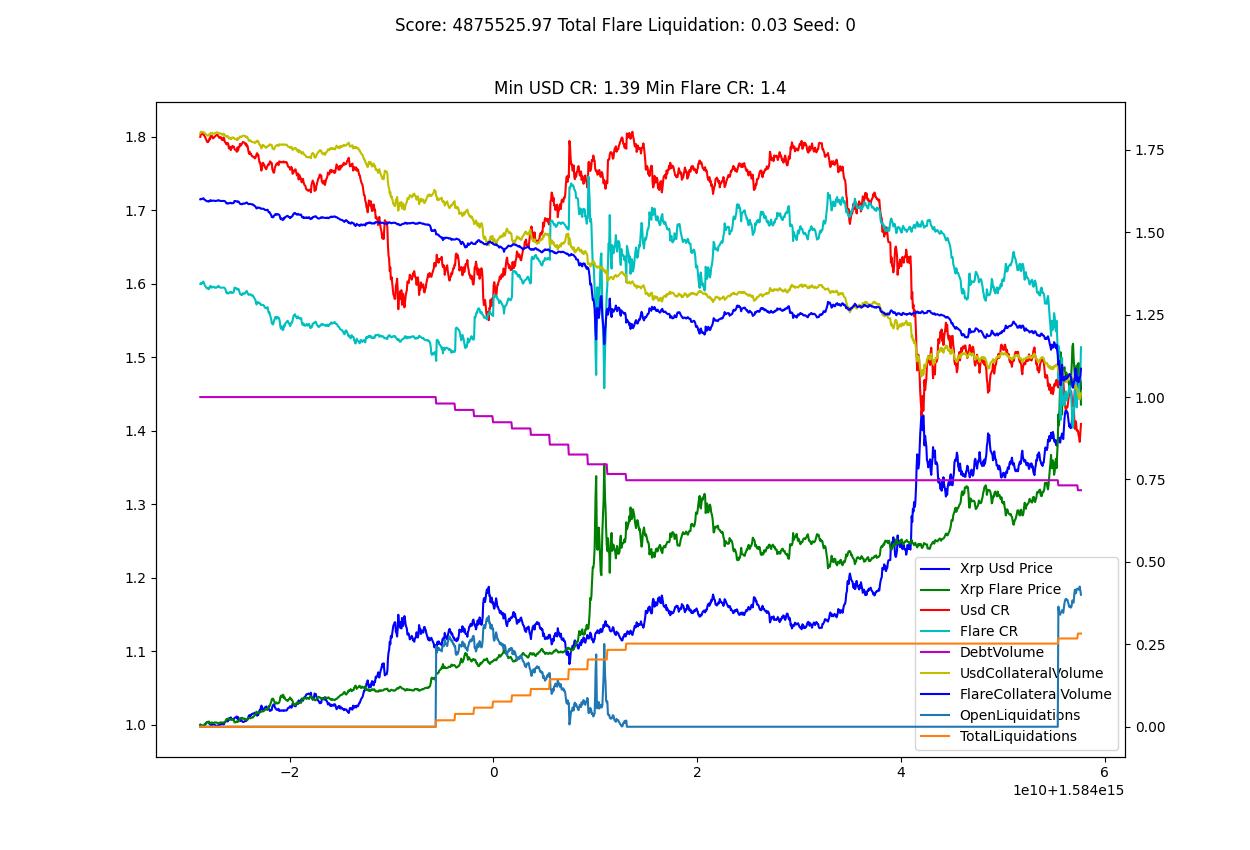 Score: 4875525.97 Total Flare Liquidation: 0.03 Seed: 0
Min USD CR: 1.39 Min Flare CR: 1.4
1.8
1.7
1.6
1.5
1.4
1.3
1.2
1.1
1.0
1.75
1.50
1.25
1.00
0.75
0.50
0.25
0.00
Xrp Usd Price
Xrp Flare Price
Usd CR
Flare CR
DebtVolume
UsdCollateralVolume
FlareCollateralVolume
OpenLiquidations
TotalLiquidations
−2 0 2 4 6
1e10+1.584e15